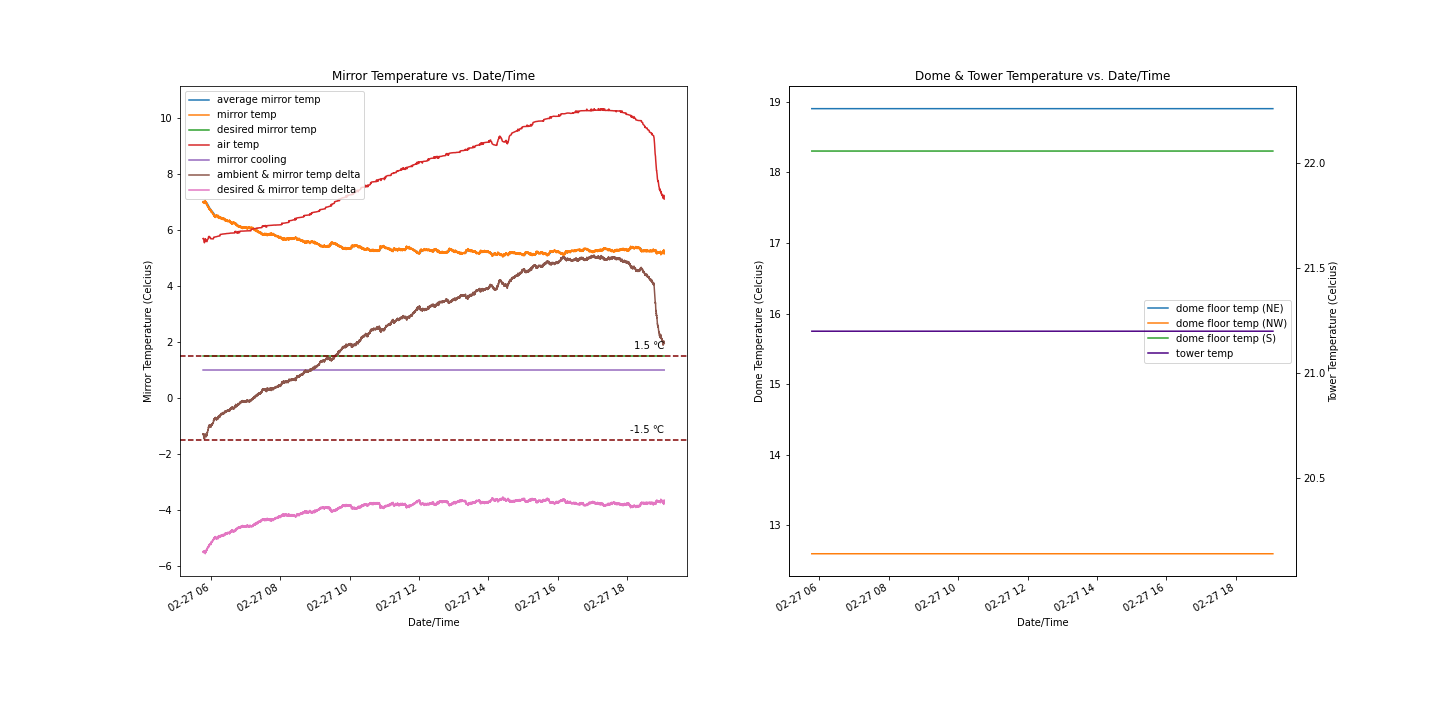 Mirror Temperature vs. Date/Time
average mirror temp
mirror temp
desired mirror temp
air temp
mirror cooling
ambient & mirror temp delta
desired & mirror temp delta
10
8
6
4
2
0
−2
−4
−6
Mirror Temperature (Celcius)
1.5 °C
-1.5 °C
02-27 06
02-27 08
02-27 10
02-27 12
02-27 14
02-27 16
02-27 18
Date/Time
Dome & Tower Temperature vs. Date/Time
19
18
17
16
15
14
13
Dome Temperature (Celcius)
dome floor temp (NE)
dome floor temp (NW)
dome floor temp (S)
tower temp
22.0
21.5
21.0
20.5
Tower Temperature (Celcius)
02-27 06
02-27 08
02-27 10
02-27 12
02-27 14
02-27 16
02-27 18
Date/Time